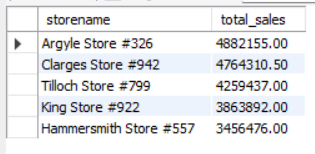 storename total_sales
Argyle Store #326 4882155.00
Clarges Store #942 4764310.50
Tilloch Store #799 4259437.00
King Store #922 3863892.00
Hammersmith Store #557 3456476.00